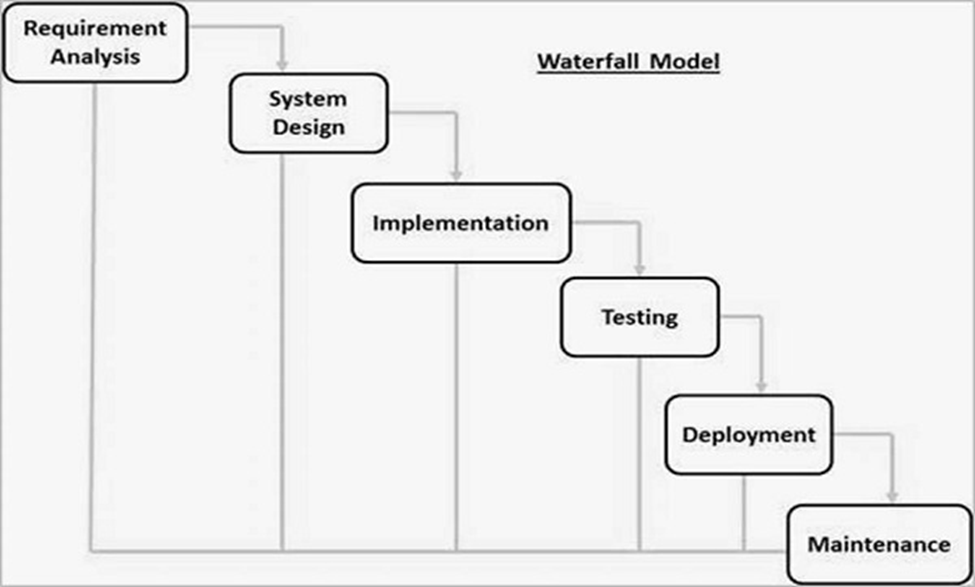 Requirement
Analysis
Waterfall Model
System
Design
Implementation
Testing
Deployment
Maintenance